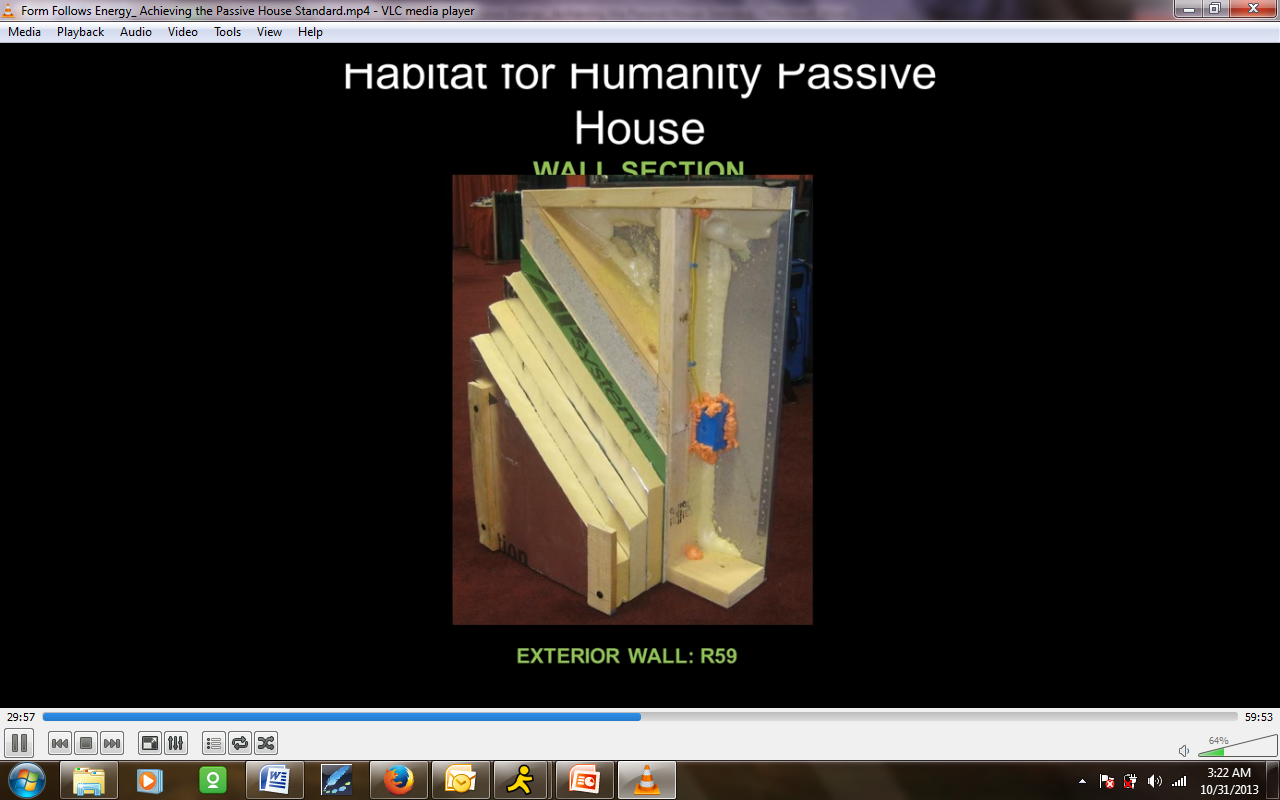 Form Follows Energy_ Achieving the Passive House Standard.mp4 - VLC media player
Media Playback Audio Video Tools View Help
Habitat for Humanity Passive
House
WALL SECTION
ZIPsystem™
tion
EXTERIOR WALL: R59
29:57
59:53
64%
3:22 AM
10/31/2013